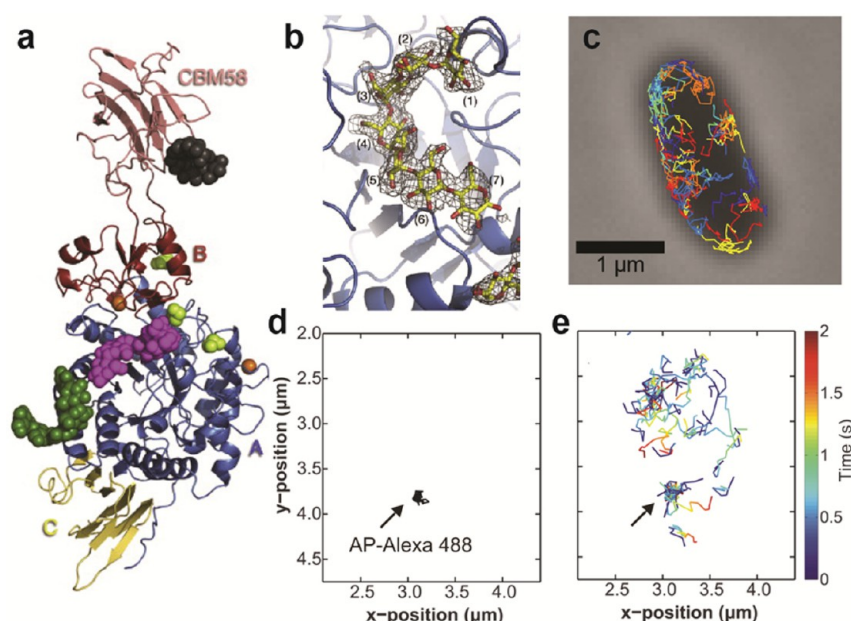 a
CBM58
B
A
C
b
(1)
(2)
(3)
(4)
(5)
(6)
(7)
c
1 μm
d
2.0
2.5
3.0
3.5
4.0
4.5
y-position (μm)
AP-Alexa 488
2.5 3.0 3.5 4.0
x-position (μm)
e
2.5 3.0 3.5 4.0
x-position (μm)
2
1.5
1
0.5
0
Time (s)